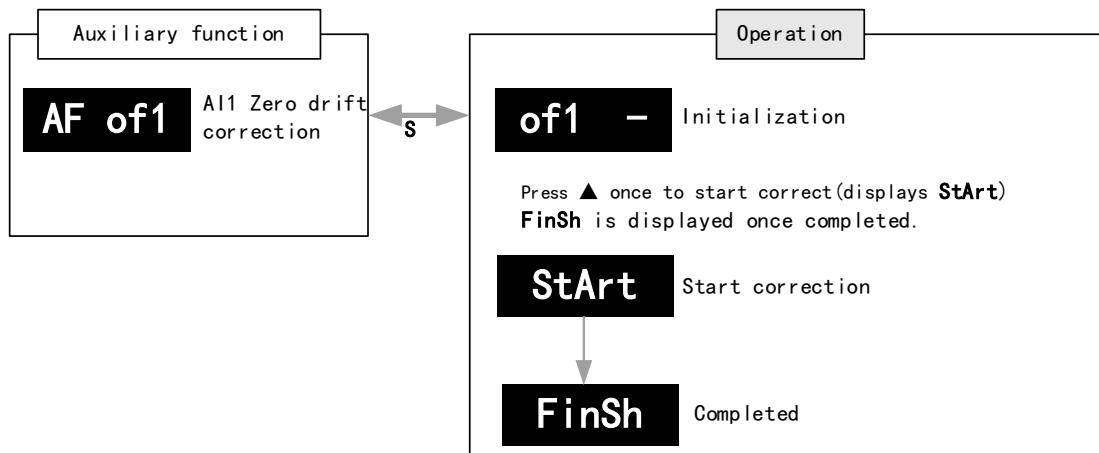 Auxiliary function
AF of1
AI1 Zero drift
correction
S
Operation
of1 －
Initialization
Press ▲ once to start correct(displays StArt)
FinSh is displayed once completed.
StArt
Start correction
FinSh
Completed